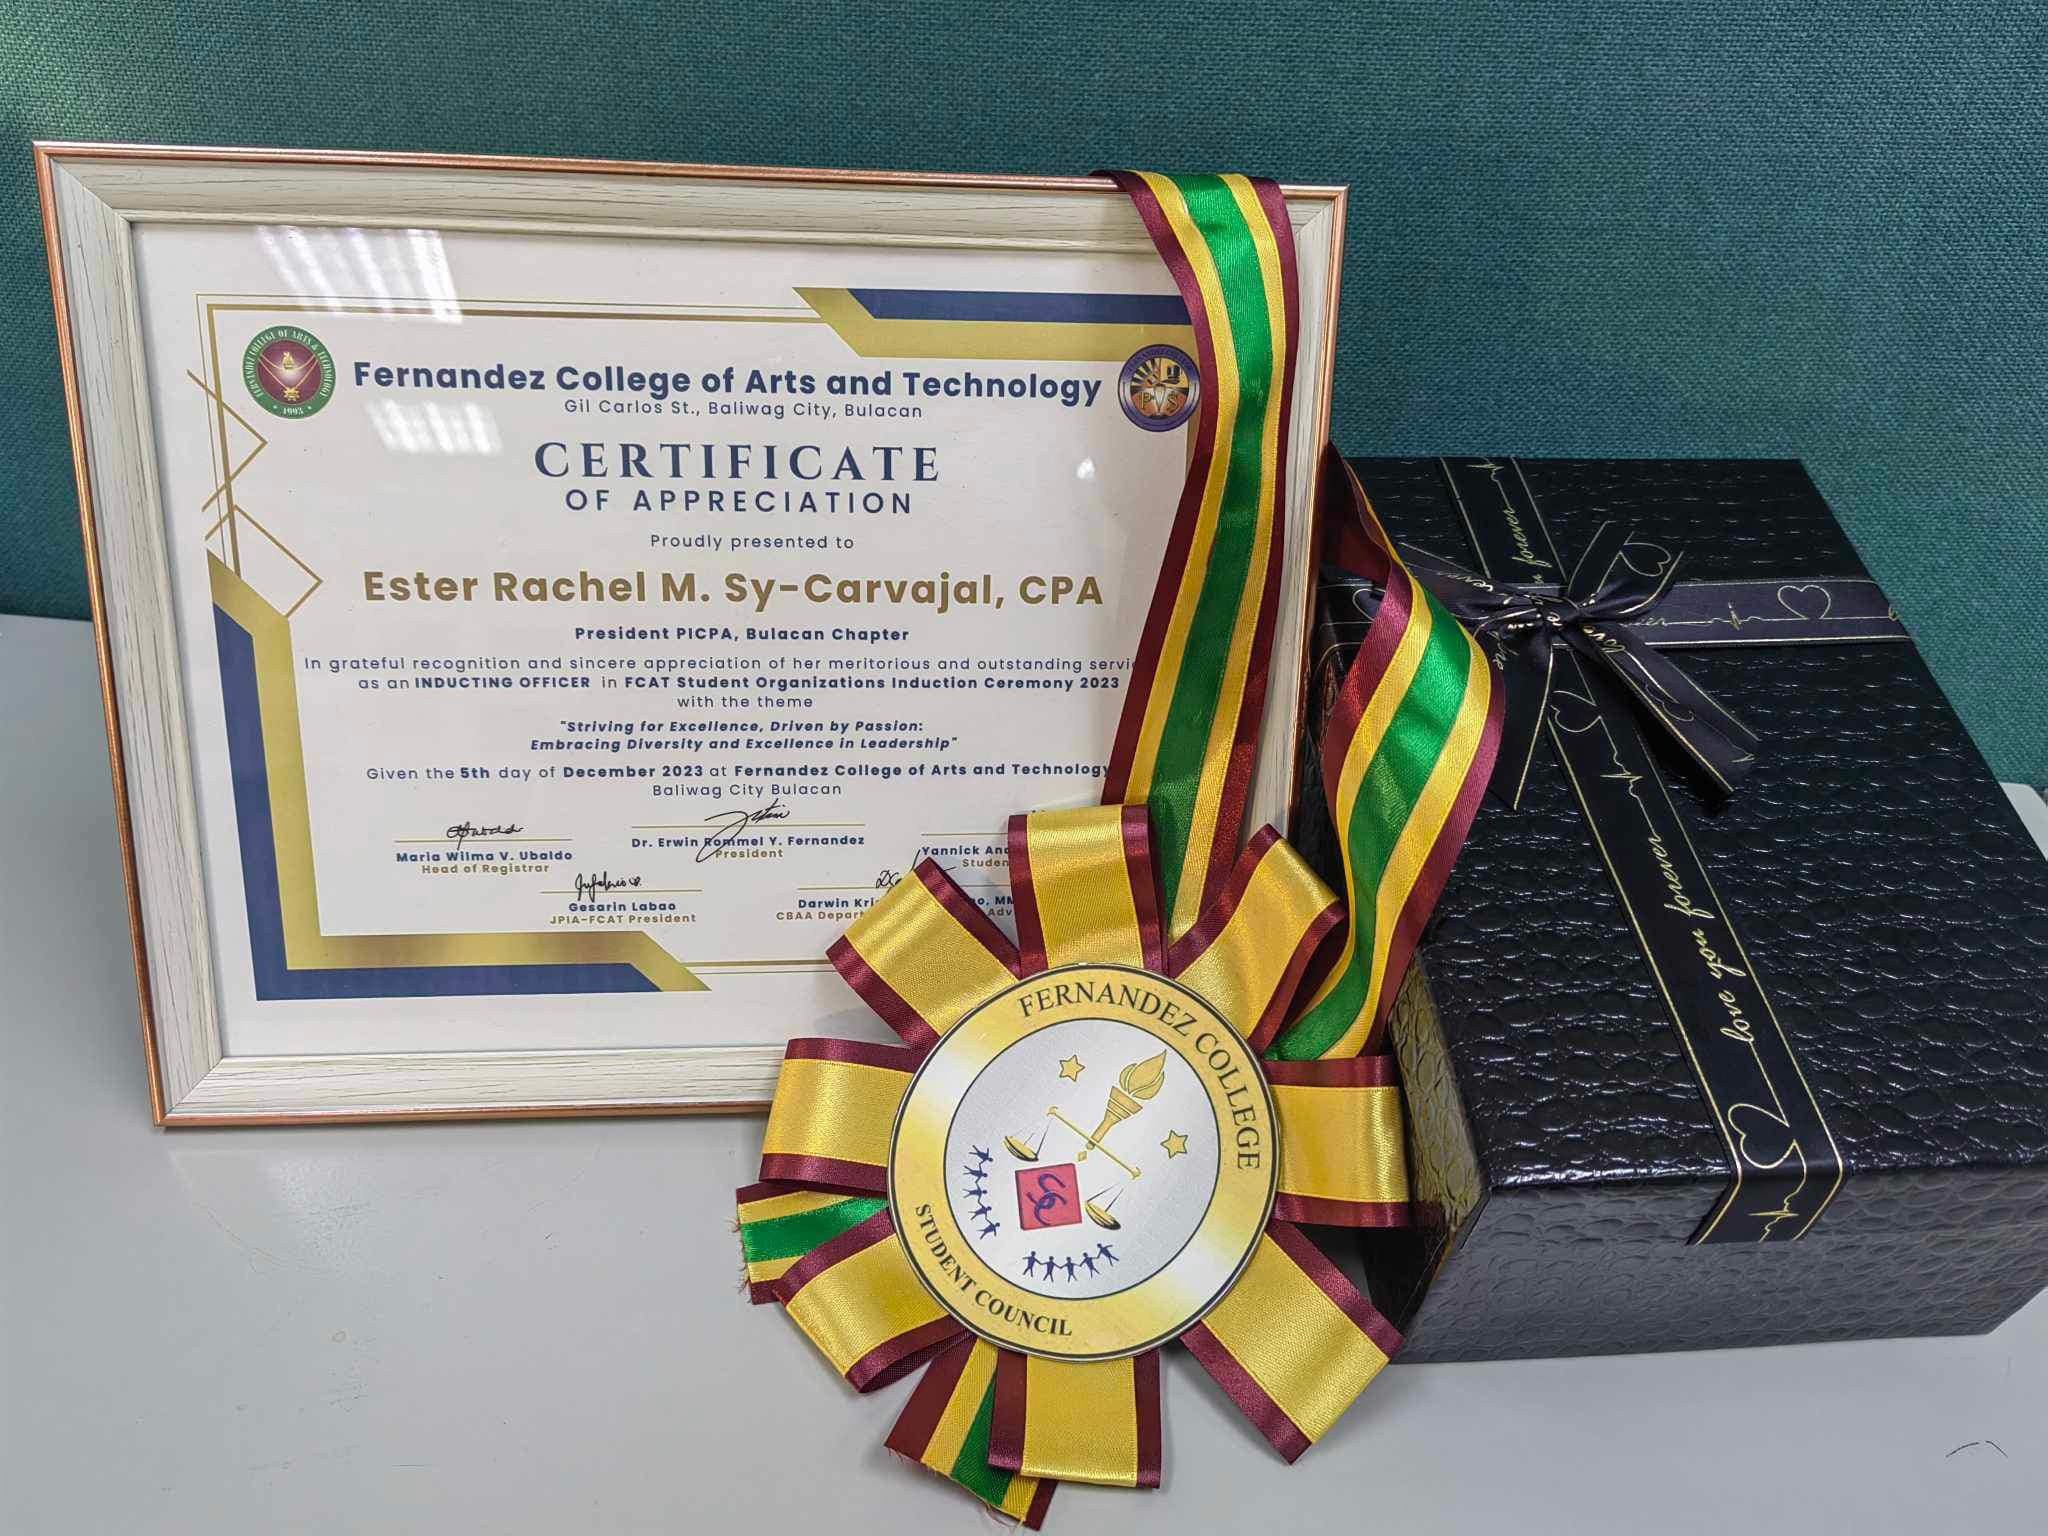 FERNANDEZ COLLEGE OF ARTS & TECHNOLOGY
1993
Fernandez College of Arts and Technology
Gil Carlos St., Baliwag City, Bulacan
CERTIFICATE
OF APPRECIATION
Proudly presented to
Ester Rachel M. Sy-Carvajal, CPA
President PICPA, Bulacan Chapter
In grateful recognition and sincere appreciation of her meritorious and outstanding
as an INDUCTING OFFICER in FCAT Student Organizations Induction Ceremony 2023
with the theme
"Striving for Excellence, Driven by Passion:
Embracing Diversity and Excellence in Leadership"
Given the 5th day of December 2023 at Fernandez College of Arts and Technology
Baliwag City Bulacan
Maria Wilma V. Ubaldo
Head of Registrar
Dr. Erwin Rommel Y. Fernandez
President
Yannick
Gesarin Labao
JPIA-FCAT President
Darwin
CBAA
FERNANDEZ COLLEGE
STUDENT COUNCIL
love you forever